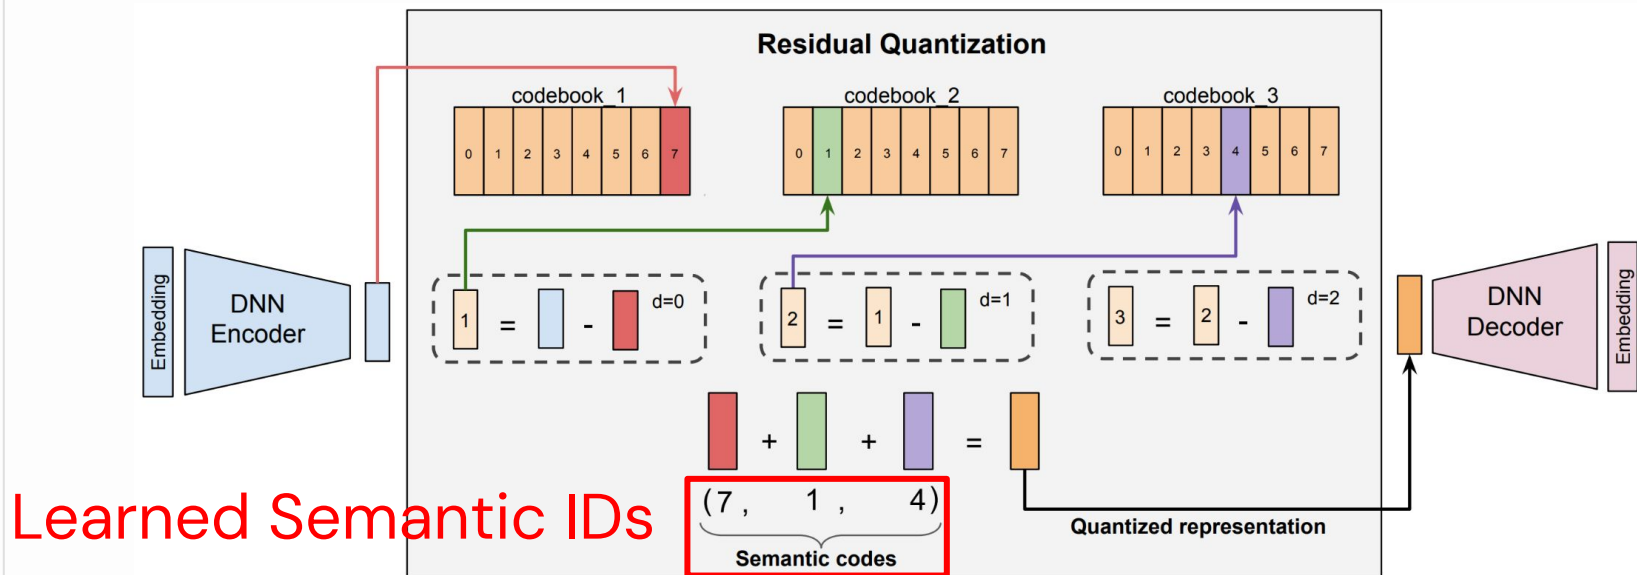 Residual Quantization
codebook_1
codebook_2
codebook_3
0 1 2 3 4 5 6 7
0 1 2 3 4 5 6 7
0 1 2 3 4 5 6 7
Embedding
DNN
Encoder
1 = - d=0
2 = 1 - d=1
3 = 2 - d=2
DNN
Decoder
Embedding
+ + =
Learned Semantic IDs
(7, 1, 4)
Semantic codes
Quantized representation